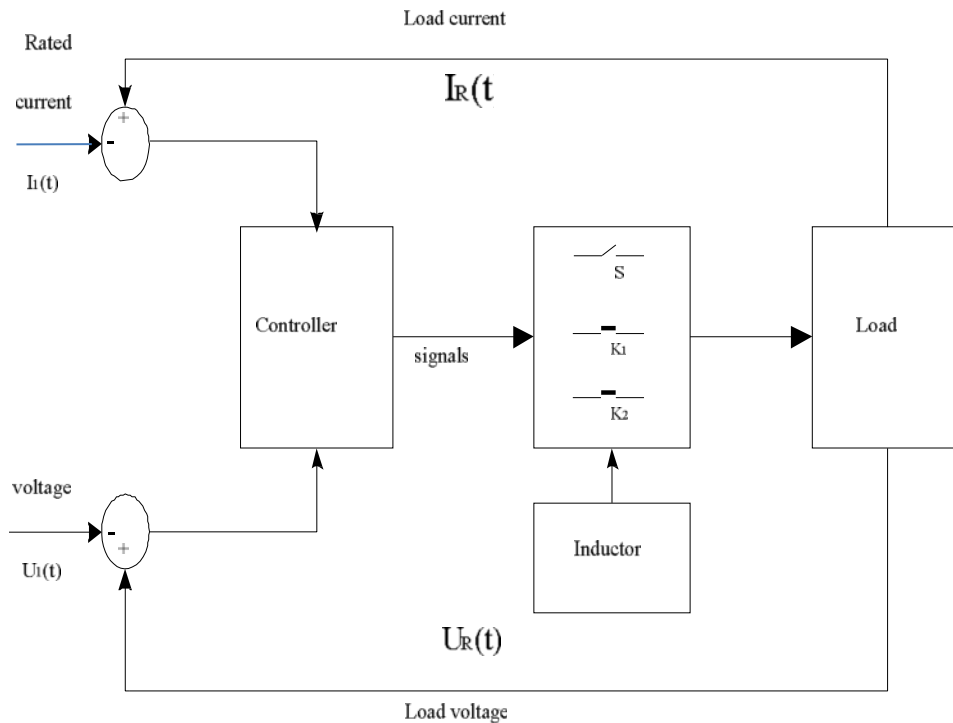 Load current
Rated
current
IR(t
+
-
I1(t)
S
Controller
K1
Load
signals
K2
voltage
-
+
U1(t)
Inductor
UR(t)
Load voltage